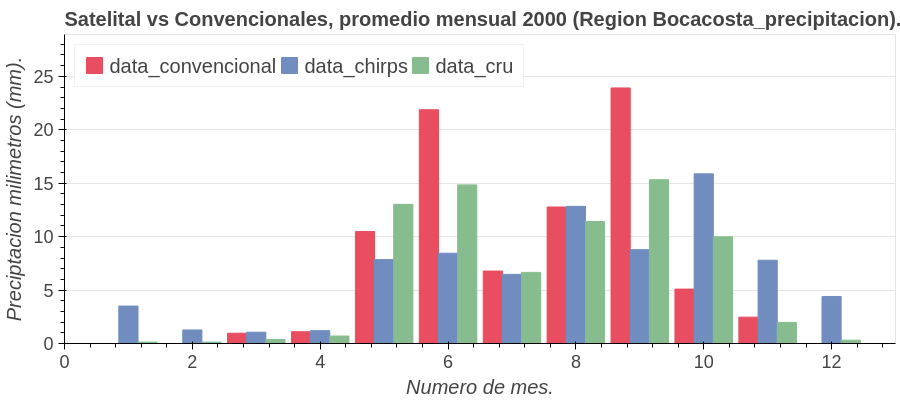 Satelital vs Convencionales, promedio mensual 2000 (Region Bocacosta_precipitacion).
data_convencional data_chirps data_cru
Preciptacion milimetros (mm).
25
20
15
10
5
0
0 2 4 6 8 10 12
Numero de mes.